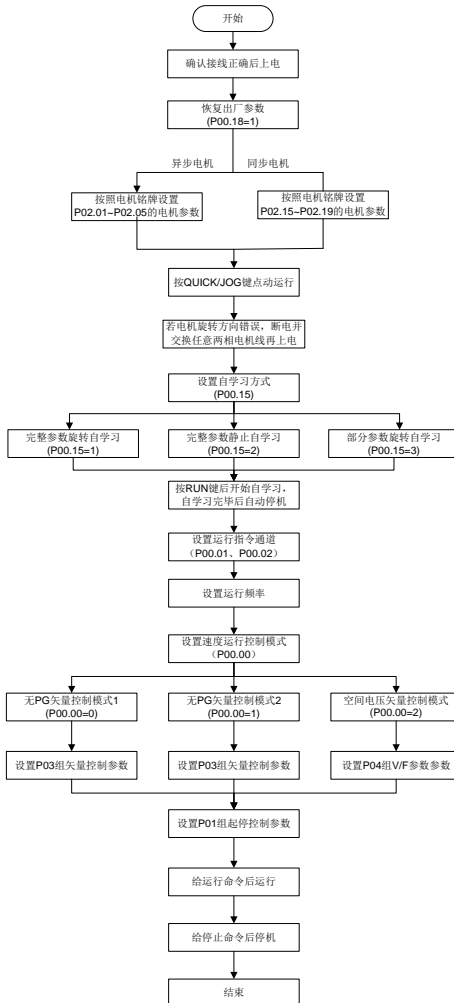 开始
确认接线正确后上电
恢复出厂参数
(P00.18=1)
异步电机
同步电机
按照电机铭牌设置
P02.01~P02.05的电机参数
按照电机铭牌设置
P02.15~P02.19的电机参数
按QUICK/JOG键点动运行
若电机旋转方向错误，断电并
交换任意两相电机线再上电
设置自学习方式
(P00.15)
完整参数旋转自学习
(P00.15=1)
完整参数静止自学习
(P00.15=2)
部分参数旋转自学习
(P00.15=3)
按RUN键后开始自学习，
自学习完毕后自动停机
设置运行指令通道
（P00.01、P00.02）
设置运行频率
设置速度运行控制模式
（P00.00）
无PG矢量控制模式1
(P00.00=0)
无PG矢量控制模式2
(P00.00=1)
空间电压矢量控制模式
(P00.00=2)
设置P03组矢量控制参数
设置P03组矢量控制参数
设置P04组V/F参数参数
设置P01组起停控制参数
给运行命令后运行
给停止命令后停机
结束